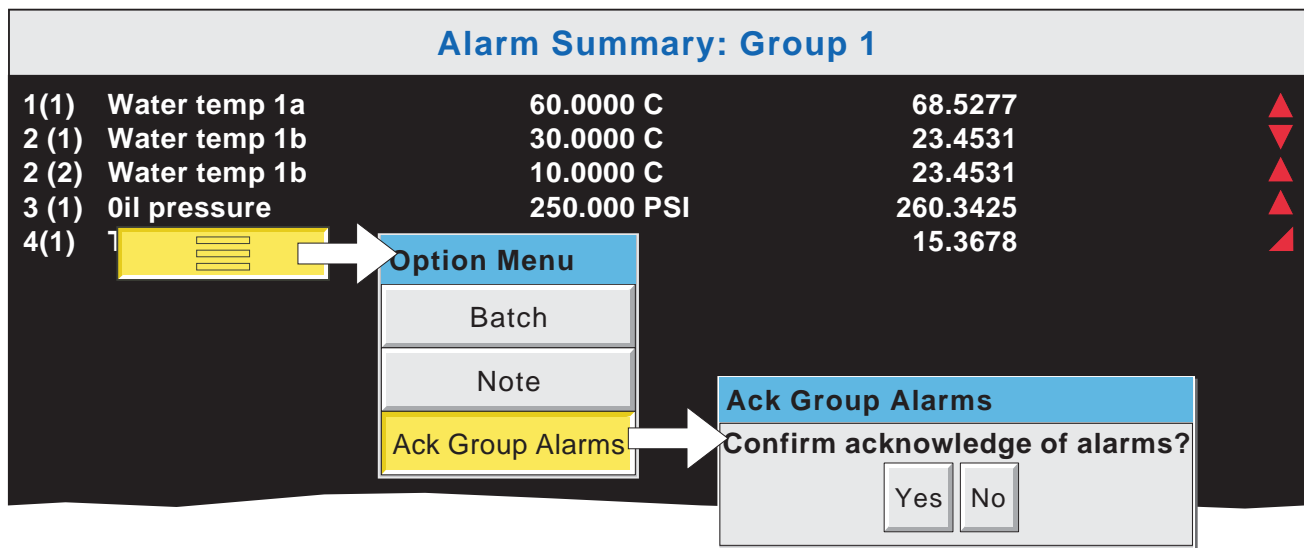 Alarm Summary: Group 1
1(1) Water temp 1a 60.0000 C 68.5277
2 (1) Water temp 1b 30.0000 C 23.4531
2 (2) Water temp 1b 10.0000 C 23.4531
3 (1) 0il pressure 250.000 PSI 260.3425
4(1) 15.3678
Option Menu
Batch
Note
Ack Group Alarms
Ack Group Alarms
Confirm acknowledge of alarms?
Yes No